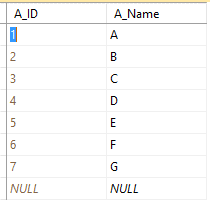 A_ID A_Name
1 A
2 B
3 C
4 D
5 E
6 F
7 G
NULL NULL